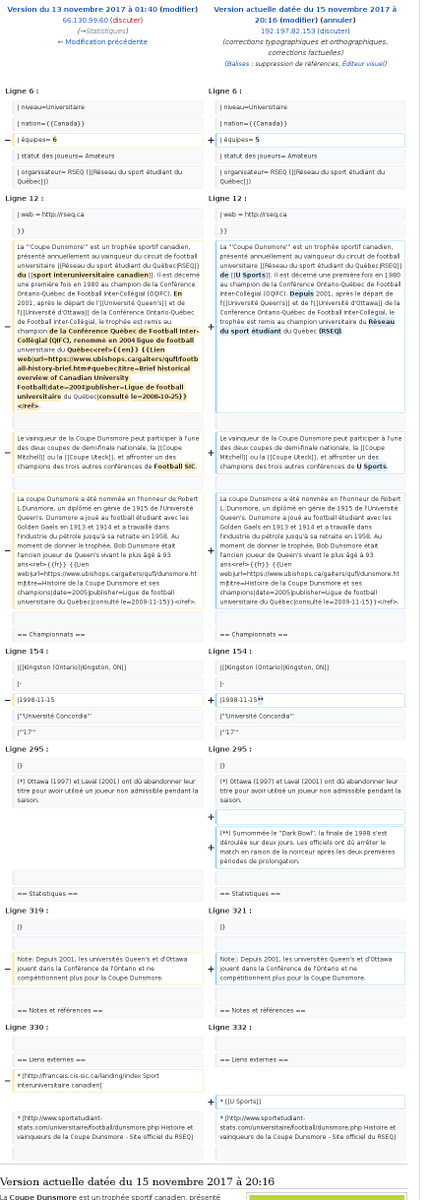 Version du 13 novembre 2017 à 01:40 (modifier)
66.130.99.60 (discuter)
(→Statistiques)
← Modification précédente
Version actuelle datée du 15 novembre 2017 à
20:16 (modifier) (annuler)
192.197.82.153 (discuter)
(corrections typographiques et orthographiques,
corrections factuelles)
(Balises : suppression de références, Éditeur visuel)
Ligne 6 :
Ligne 6 :
| niveau=Universitaire
| niveau=Universitaire
| nation={{Canada}}
| nation={{Canada}}
− | équipes= 6
+ | équipes= 5
| statut des joueurs= Amateurs
| statut des joueurs= Amateurs
| organisateur= RSEQ ([[Réseau du sport étudiant du
Québec]])
| organisateur= RSEQ ([[Réseau du sport étudiant du
Québec]])
Ligne 12 :
Ligne 12 :
| web = http://rseq.ca
| web = http://rseq.ca
}}
}}
−
La '''Coupe Dunsmore''' est un trophée sportif canadien,
présenté annuellement au vainqueur du circuit de football
universitaire [[Réseau du sport étudiant du Québec|RSEQ]]
du [[sport interuniversitaire canadien]]. Il est décerné
une première fois en 1980 au champion de la Conférence
Ontario-Québec de Football Inter-Collégial (OQIFC). En
2001, après le départ de l'[[Université Queen's]] et de
l'[[Université d'Ottawa]] de la Conférence Ontario-Québec
de Football Inter-Collégial, le trophée est remis au
champion de la Conférence Québec de Football Inter-
Collégial (QIFC), renommé en 2004 ligue de football
universitaire du Québec<ref>{{en}} {{Lien
web|url=https://www.ubishops.ca/gaiters/qufl/footb
all-history-brief.htm#quebec|titre=Brief historical
overview of Canadian University
Football|date=2004|publisher=Ligue de football
universitaire du Québec|consulté le=2008-10-25}}
</ref>.
+
La '''Coupe Dunsmore''' est un trophée sportif canadien,
présenté annuellement au vainqueur du circuit de football
universitaire [[Réseau du sport étudiant du Québec|RSEQ]]
de [[U Sports]]. Il est décerné une première fois en 1980
au champion de la Conférence Ontario-Québec de
Football Inter-Collégial (OQIFC). Depuis 2001, après le départ de
l'[[Université Queen's]] et de l'[[Université d'Ottawa]] de
la Conférence Ontario-Québec de Football Inter-Collégial, le
trophée est remis au champion universitaire du Réseau
du sport étudiant du Québec (RSEQ).
−
Le vainqueur de la Coupe Dunsmore peut participer à l'une
des deux coupes de demi-finale nationale, la [[Coupe
Mitchell]] ou la [[Coupe Uteck]], et affronter un des
champions des trois autres conférences de Football SIC.
+
Le vainqueur de la Coupe Dunsmore peut participer à l'une
des deux coupes de demi-finale nationale, la [[Coupe
Mitchell]] ou la [[Coupe Uteck]], et affronter un des
champions des trois autres conférences de U Sports.
−
La coupe Dunsmore a été nommée en l'honneur de Robert
L.Dunsmore, un diplômé en génie de 1915 de l'Université
Queen's. Dunsmore a joué au football étudiant avec les
Golden Gaels en 1913 et 1914 et a travaillé dans
l'industrie du pétrole jusqu'à sa retraite en 1958. Au
moment de donner le trophée, Bob Dunsmore était
l'ancien joueur de Queen's vivant le plus âgé à 93
ans<ref>{{fr}} {{Lien
web|url=https://www.ubishops.ca/gaiters/qufl/dunsmore.ht
m|titre=Histoire de la Coupe Dunsmore et ses
champions|date=2005|publisher=Ligue de football
universitaire du Québec|consulté le=2009-11-15}}</ref>.
+
La coupe Dunsmore a été nommée en l'honneur de Robert
L. Dunsmore, un diplômé en génie de 1915 de l'Université
Queen's. Dunsmore a joué au football étudiant avec les
Golden Gaels en 1913 et 1914 et a travaillé dans
l'industrie du pétrole jusqu'à sa retraite en 1958. Au
moment de donner le trophée, Bob Dunsmore était
l'ancien joueur de Queen's vivant le plus âgé à 93
ans<ref>{{fr}} {{Lien
web|url=https://www.ubishops.ca/gaiters/qufl/dunsmore.ht
m|titre=Histoire de la Coupe Dunsmore et ses
champions|date=2005|publisher=Ligue de football
universitaire du Québec|consulté le=2009-11-15}}</ref>.
== Championnats ==
== Championnats ==
Ligne 154 :
Ligne 154 :
|[[Kingston (Ontario)|Kingston, ON]]
|[[Kingston (Ontario)|Kingston, ON]]
|-
|-
− |1998-11-15
+ |1998-11-15**
|'''Université Concordia'''
|'''Université Concordia'''
|'''17'''
|'''17'''
Ligne 295 :
Ligne 295 :
|}
|}
(*) Ottawa (1997) et Laval (2001) ont dû abandonner leur
titre pour avoir utilisé un joueur non admissible pendant la
saison.
(*) Ottawa (1997) et Laval (2001) ont dû abandonner leur
titre pour avoir utilisé un joueur non admissible pendant la
saison.
+
+
(**) Surnommée le "Dark Bowl", la finale de 1998 s'est
déroulée sur deux jours. Les officiels ont dû arrêter le
match en raison de la noirceur après les deux premières
périodes de prolongation.
== Statistiques ==
== Statistiques ==
Ligne 319 :
Ligne 321 :
|}
|}
−
Note: Depuis 2001, les universités Queen's et d'Ottawa
jouent dans la Conférence de l'Ontario et ne
compétitionnent plus pour la Coupe Dunsmore.
+
Note : Depuis 2001, les universités Queen's et d'Ottawa
jouent dans la Conférence de l'Ontario et ne
compétitionnent plus pour la Coupe Dunsmore.
== Notes et références ==
== Notes et références ==
Ligne 330 :
Ligne 332 :
== Liens externes ==
== Liens externes ==
−
* [http://francais.cis-sic.ca/landing/index Sport
interuniversitaire canadien]
+ * [[U Sports]]
* [http://www.sportetudiant-
stats.com/universitaire/football/dunsmore.php Histoire et
vainqueurs de la Coupe Dunsmore - Site officiel du RSEQ]
* [http://www.sportetudiant-
stats.com/universitaire/football/dunsmore.php Histoire et
vainqueurs de la Coupe Dunsmore - Site officiel du RSEQ]
Version actuelle datée du 15 novembre 2017 à 20:16
La Coupe Dunsmore est un trophée sportif canadien, présenté